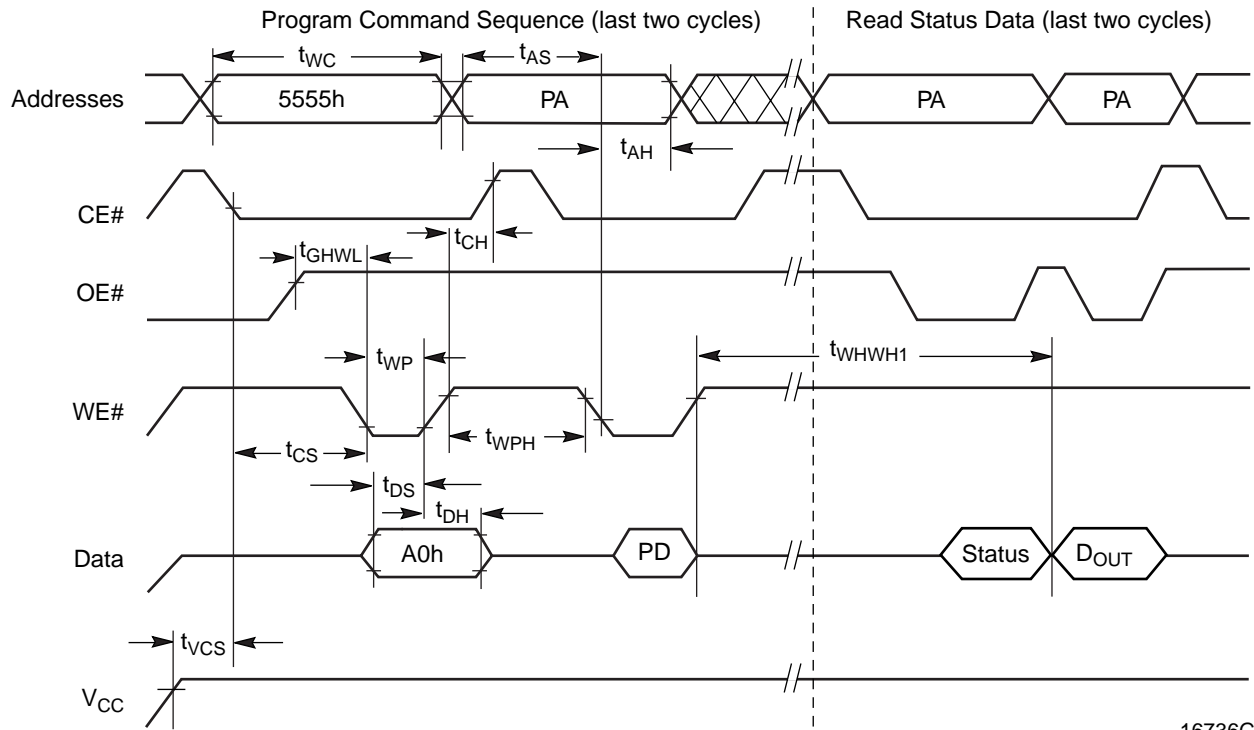 Program Command Sequence (last two cycles)
Read Status Data (last two cycles)
tWC
tAS
Addresses
5555h
PA
PA
PA
tAH
CE#
tCH
tGHWL
OE#
tWP
tWHWH1
WE#
tWPH
tCS
tDS
tDH
Data
A0h
PD
Status
DOUT
tVCS
VCC